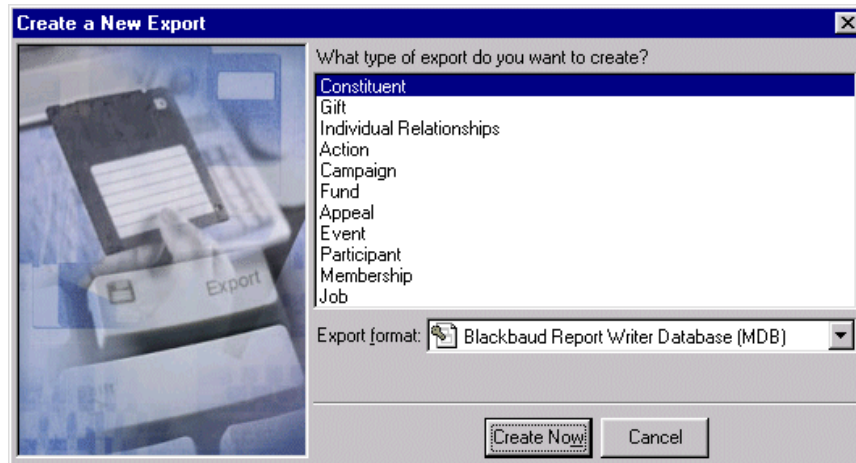 Create a New Export
What type of export do you want to create?
Constituent
Gift
Individual Relationships
Action
Campaign
Fund
Appeal
Event
Participant
Membership
Job
Export
Export format: Blackbaud Report Writer Database (MDB)
Create Now Cancel